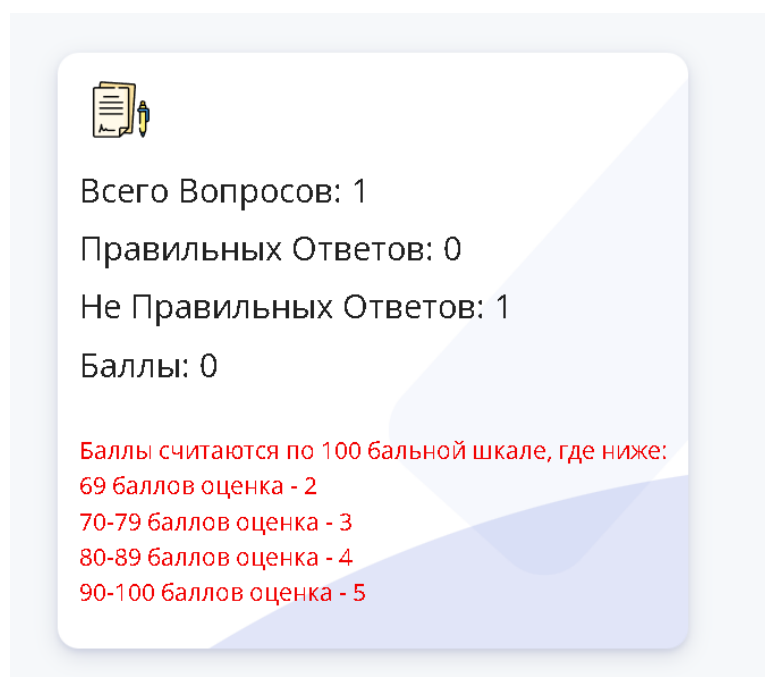 Всего Вопросов: 1
Правильных Ответов: 0
Не Правильных Ответов: 1
Баллы: 0
Баллы считаются по 100 бальной шкале, где ниже:
69 баллов оценка - 2
70-79 баллов оценка - 3
80-89 баллов оценка - 4
90-100 баллов оценка - 5